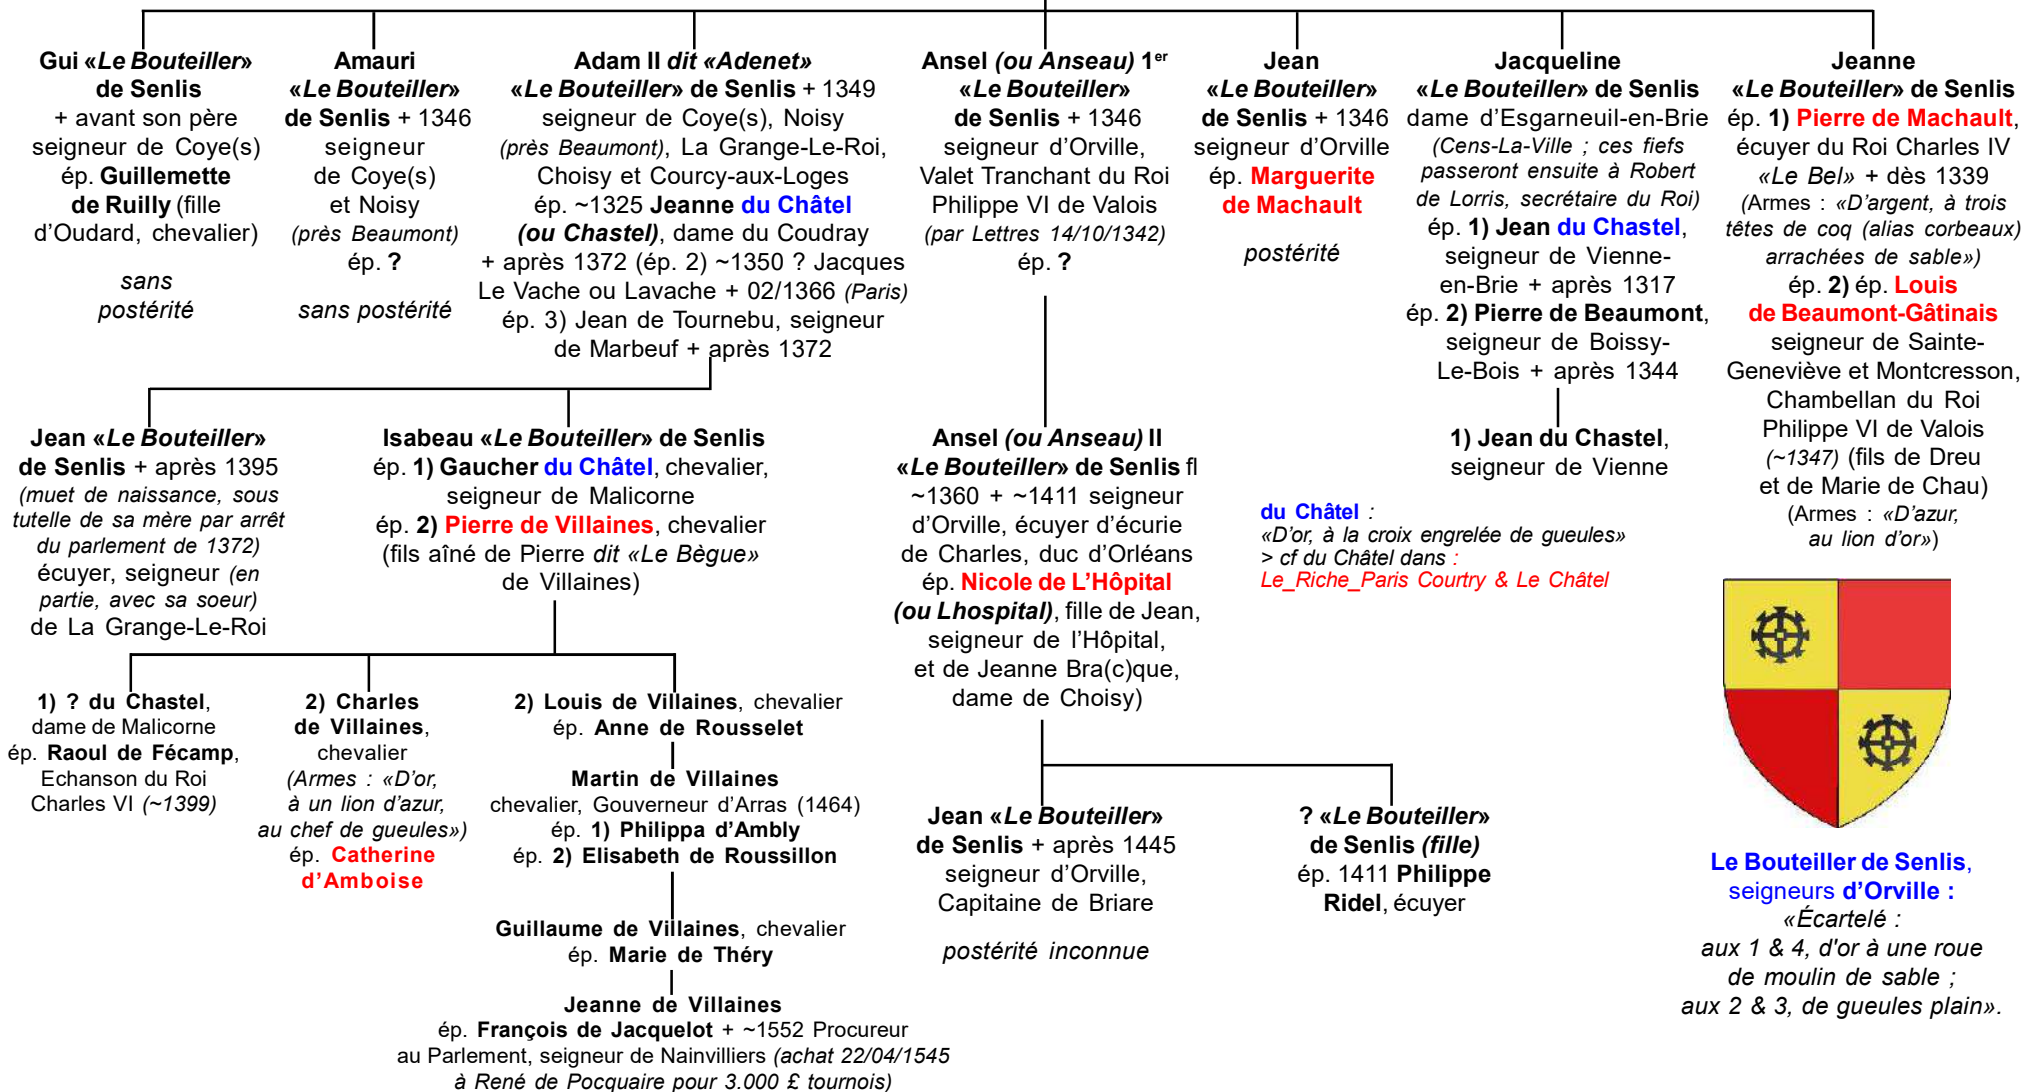 Gui «Le Bouteiller»
de Senlis
+ avant son père
seigneur de Coye(s)
ép. Guillemette
de Ruilly (fille
d'Oudard, chevalier)
sans
postérité
Amauri
«Le Bouteiller»
de Senlis + 1346
seigneur
de Coye(s)
et Noisy
(près Beaumont)
ép. ?
sans postérité
Adam II dit «Adenet»
«Le Bouteiller» de Senlis + 1349
seigneur de Coye(s), Noisy
(près Beaumont), La Grange-Le-Roi,
Choisy et Courcy-aux-Loges
ép. ~1325 Jeanne du Châtel
(ou Chastel), dame du Coudray
+ après 1372 (ép. 2) ~1350 ? Jacques
Le Vache ou Lavache + 02/1366 (Paris)
ép. 3) Jean de Tournebu, seigneur
de Marbeuf + après 1372
Ansel (ou Anseau) 1er
«Le Bouteiller»
de Senlis + 1346
seigneur d'Orville,
Valet Tranchant du Roi
Philippe VI de Valois
(par Lettres 14/10/1342)
ép. ?
Jean
«Le Bouteiller»
de Senlis + 1346
seigneur d'Orville
ép. Marguerite
de Machault
postérité
Jacqueline
«Le Bouteiller» de Senlis
dame d'Esgarneuil-en-Brie
(Cens-La-Ville ; ces fiefs
passeront ensuite à Robert
de Lorris, secrétaire du Roi)
ép. 1) Jean du Chastel,
seigneur de Vienne-
en-Brie + après 1317
ép. 2) Pierre de Beaumont,
seigneur de Boissy-
Le-Bois + après 1344
Jeanne
«Le Bouteiller» de Senlis
ép. 1) Pierre de Machault,
écuyer du Roi Charles IV
«Le Bel» + dès 1339
(Armes : «D'argent, à trois
têtes de coq (alias corbeaux)
arrachées de sable»)
ép. 2) ép. Louis
de Beaumont-Gâtinais
seigneur de Sainte-
Geneviève et Montcresson,
Chambellan du Roi
Philippe VI de Valois
(~1347) (fils de Dreu
et de Marie de Chau)
(Armes : «D'azur,
au lion d'or»)
Jean «Le Bouteiller»
de Senlis + après 1395
(muet de naissance, sous
tutelle de sa mère par arrêt
du parlement de 1372)
écuyer, seigneur (en
partie, avec sa soeur)
de La Grange-Le-Roi
Isabeau «Le Bouteiller» de Senlis
ép. 1) Gaucher du Châtel, chevalier,
seigneur de Malicorne
ép. 2) Pierre de Villaines, chevalier
(fils aîné de Pierre dit «Le Bègue»
de Villaines)
Ansel (ou Anseau) II
«Le Bouteiller» de Senlis fl
~1360 + ~1411 seigneur
d'Orville, écuyer d'écurie
de Charles, duc d'Orléans
ép. Nicole de L'Hôpital
(ou Lhospital), fille de Jean,
seigneur de l'Hôpital,
et de Jeanne Bra(c)que,
dame de Choisy)
1) Jean du Chastel,
seigneur de Vienne
du Châtel :
«D'or, à la croix engrelée de gueules»
> cf du Châtel dans :
Le_Riche_Paris Courtry & Le Châtel
1) ? du Chastel,
dame de Malicorne
ép. Raoul de Fécamp,
Echanson du Roi
Charles VI (~1399)
2) Charles
de Villaines,
chevalier
(Armes : «D'or,
à un lion d'azur,
au chef de gueules»)
ép. Catherine
d'Amboise
2) Louis de Villaines, chevalier
ép. Anne de Rousselet
Martin de Villaines
chevalier, Gouverneur d'Arras (1464)
ép. 1) Philippa d'Ambly
ép. 2) Elisabeth de Roussillon
Guillaume de Villaines, chevalier
ép. Marie de Théry
Jeanne de Villaines
ép. François de Jacquelot + ~1552 Procureur
au Parlement, seigneur de Nainvilliers (achat 22/04/1545
à René de Pocquaire pour 3.000 £ tournois)
Jean «Le Bouteiller»
de Senlis + après 1445
seigneur d'Orville,
Capitaine de Briare
postérité inconnue
? «Le Bouteiller»
de Senlis (fille)
ép. 1411 Philippe
Ridel, écuyer
Le Bouteiller de Senlis,
seigneurs d'Orville :
«Écartelé :
aux 1 & 4, d'or à une roue
de moulin de sable ;
aux 2 & 3, de gueules plain».